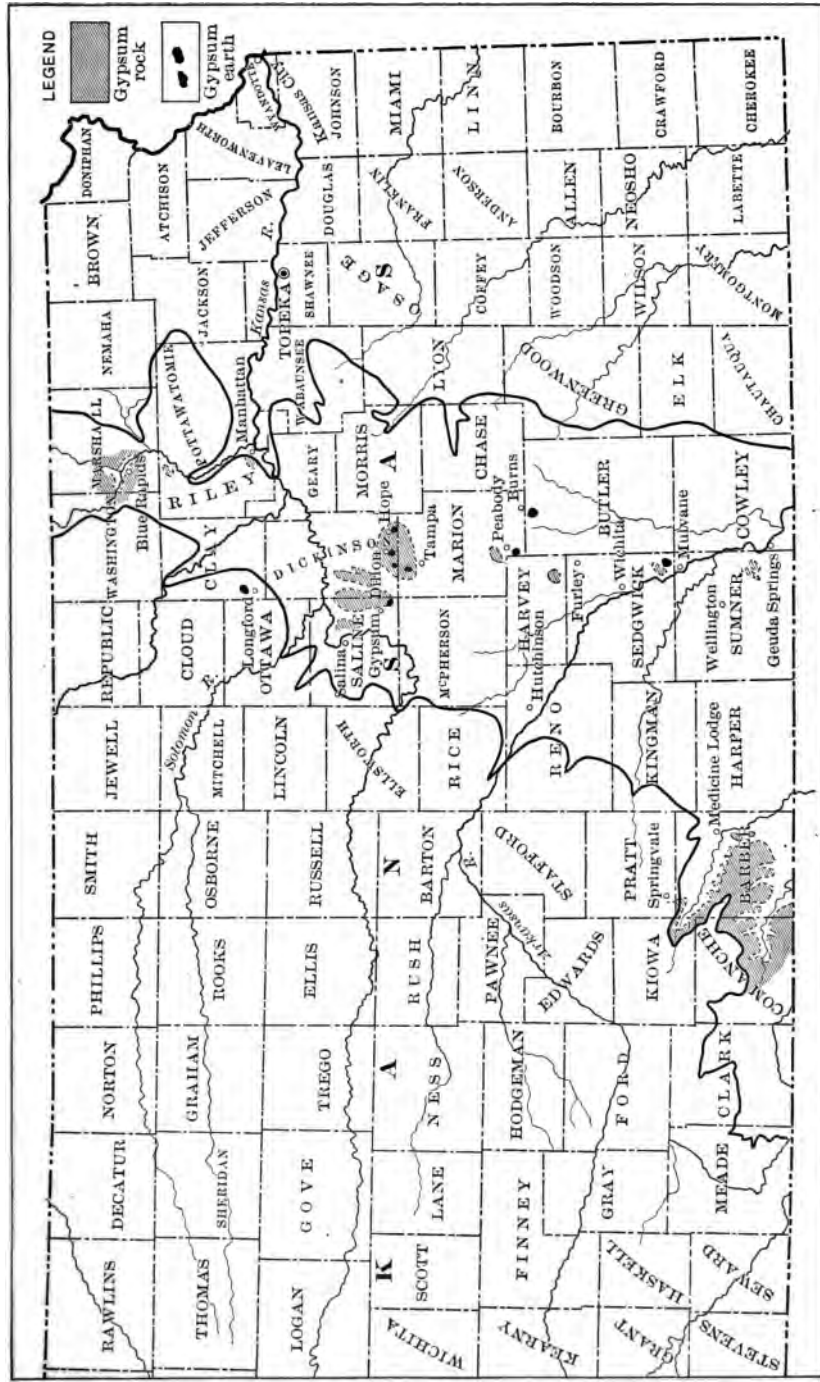 LEGEND
Gypsum
rock
Gypsum
earth
RAWLINS
DECATUR
NORTON
PHILLIPS
SMITH
JEWELL
REPUBLIC
WASHINGTON
MARSHALL
NEMAHA
BROWN
DONIPHAN
Blue Rapids
THOMAS
SHERIDAN
GRAHAM
ROOKS
OSBORNE
MITCHELL
Solomon R.
CLOUD
CLAY
RILEY
POTTAWATOMIE
JACKSON
ATCHISON
JEFFERSON
LEAVENWORTH
WYANDOTTE
Kansas City
Manhattan
Kansas R.
TOPEKA
LOGAN
GOVE
TREGO
ELLIS
RUSSELL
LINCOLN
OTTAWA
Longford
DICKINSON
GEARY
WABAUNSEE
SHAWNEE
DOUGLAS
JOHNSON
Salina
SALINE
Gypsum
Dillon
Hope
ELLSWORTH
MORRIS
OSAGE
FRANKLIN
MIAMI
KANSAS
WICHITA
SCOTT
LANE
NESS
RUSH
BARTON
RICE
MCPHERSON
MARION
Tampa
CHASE
LYON
COFFEY
ANDERSON
LINN
Peabody
Burns
KEARNY
FINNEY
HODGEMAN
PAWNEE
Arkansas R.
EDWARDS
STAFFORD
RENO
Hutchinson
HARVEY
Furley
BUTLER
GREENWOOD
WOODSON
ALLEN
BOURBON
GRANT
HASKELL
GRAY
FORD
KIOWA
PRATT
Springvale
KINGMAN
SEDGWICK
Wichita
Mulvane
ELK
WILSON
NEOSHO
CRAWFORD
STEVENS
SEWARD
MEADE
CLARK
COMANCHE
BARBER
Medicine Lodge
HARPER
Wellington
SUMNER
Geuda Springs
COWLEY
CHAUTAUQUA
MONTGOMERY
LABETTE
CHEROKEE